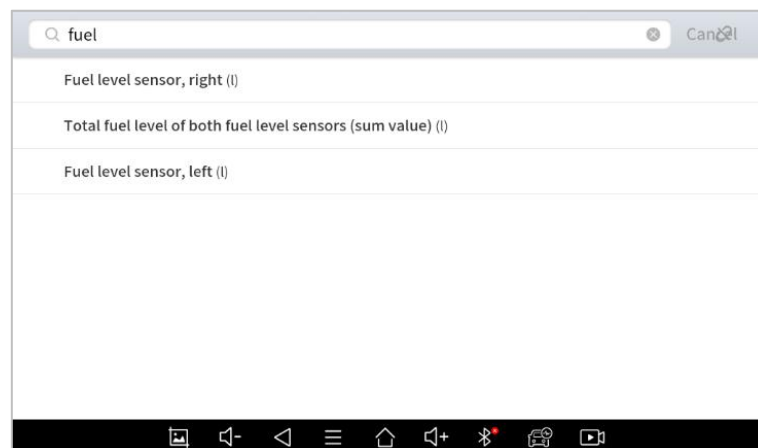 fuel
Cancel
Fuel level sensor, right (l)
Total fuel level of both fuel level sensors (sum value) (l)
Fuel level sensor, left (l)